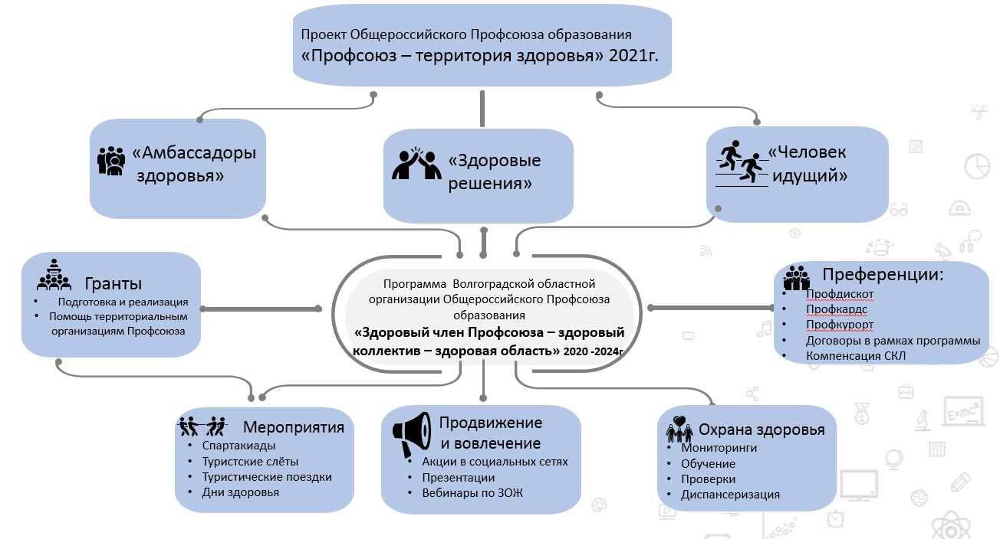 Проект Общероссийского Профсоюза образования
«Профсоюз – территория здоровья» 2021г.
«Амбассадоры
здоровья»
«Здоровые
решения»
«Человек
идущий»
Гранты
• Подготовка и реализация
• Помощь территориальным
организациям Профсоюза
Программа Волгоградской областной
организации Общероссийского Профсоюза
образования
«Здоровый член Профсоюза – здоровый
коллектив – здоровая область» 2020 -2024г
Преференции:
• Профдискот
• Профкардс
• Профкурорт
• Договоры в рамках программы
• Компенсация СКЛ
Мероприятия
• Спартакиады
• Туристские слёты
• Туристические поездки
• Дни здоровья
Продвижение
и вовлечение
• Акции в социальных сетях
• Презентации
• Вебинары по ЗОЖ
Охрана здоровья
• Мониторинги
• Обучение
• Проверки
• Диспансеризация
E=mc²